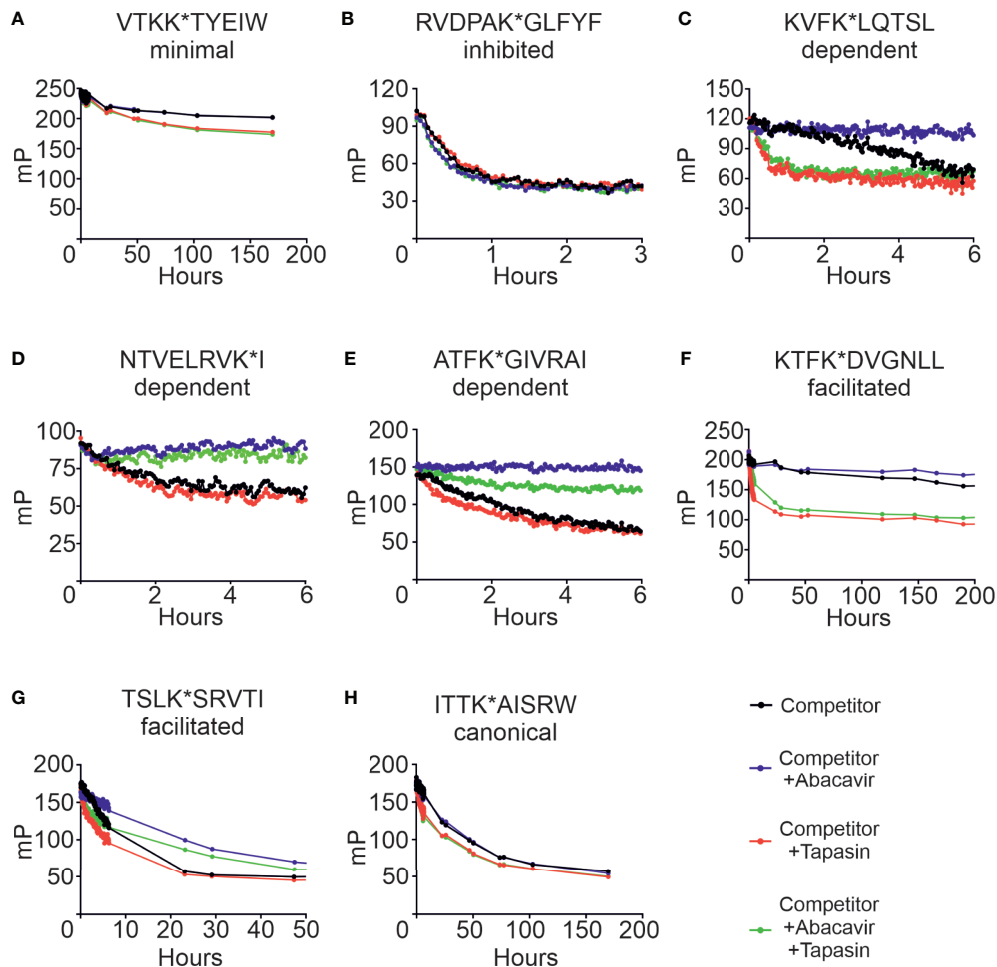 A
VTKK*TYEIW
minimal
mP
250
200
150
100
50
0
50
100
150
200
Hours
B
RVDPAK*GLFYF
inhibited
mP
120
90
60
30
0
1
2
3
Hours
C
KVFK*LQTSL
dependent
mP
150
120
90
60
30
0
2
4
6
Hours
D
NTVELRVK*I
dependent
mP
100
75
50
25
0
2
4
6
Hours
E
ATFK*GIVRAI
dependent
mP
200
150
100
50
0
2
4
6
Hours
F
KTFK*DVGNLL
facilitated
mP
250
200
150
100
50
0
50
100
150
200
Hours
G
TSLK*SRVTI
facilitated
mP
200
150
100
50
0
10
20
30
40
50
Hours
H
ITTK*AISRW
canonical
mP
200
150
100
50
0
50
100
150
200
Hours
Competitor
Competitor
+Abacavir
Competitor
+Tapasin
Competitor
+Abacavir
+Tapasin